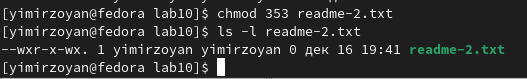 [yimirzoyan@fedora lab10]$ chmod 353 readme-2.txt
[yimirzoyan@fedora lab10]$ ls -l readme-2.txt
--wxr-x-wx. 1 yimirzoyan yimirzoyan 0 дек 16 19:41 readme-2.txt
[yimirzoyan@fedora lab10]$